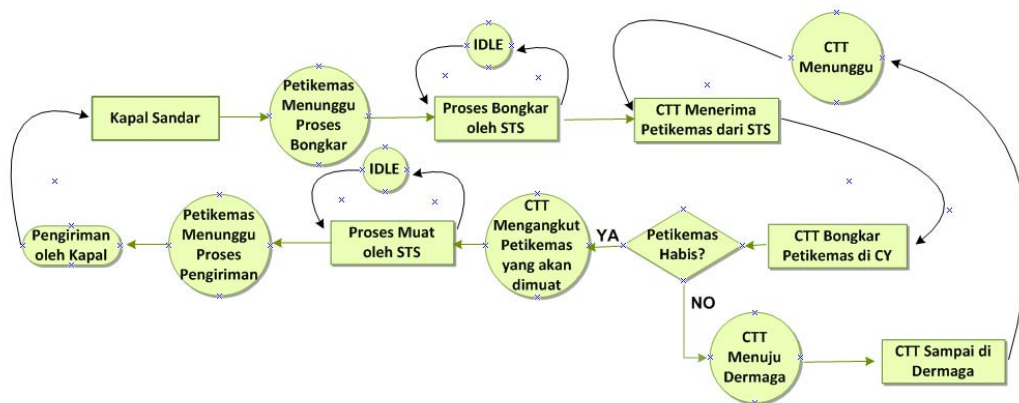 IDLE
CTT
Menunggu
Petikemas
Menunggu
Proses
Bongkar
Kapal Sandar
Proses Bongkar
oleh STS
CTT Menerima
Petikemas dari STS
IDLE
Pengiriman
oleh Kapal
Petikemas
Menunggu
Proses
Pengiriman
Proses Muat
oleh STS
CTT
Mengangkut
Petikemas
yang akan
dimuat
YA
Petikemas
Habis?
CTT Bongkar
Petikemas di CY
NO
CTT
Menuju
Dermaga
CTT Sampai di
Dermaga